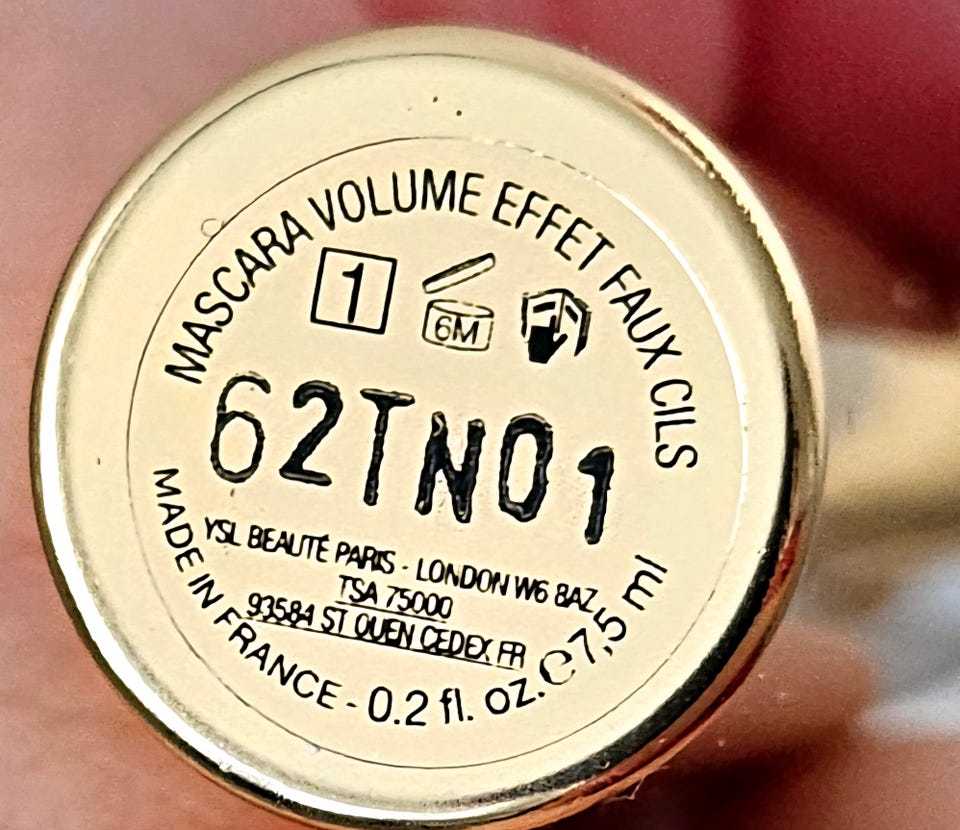 MASCARA VOLUME EFFET FAUX CILS
1
6M
62TN01
YSL BEAUTÉ PARIS - LONDON W6 8AZ
TSA 75000
93584 ST OUEN CEDEX FR
MADE IN FRANCE - 0.2 fl. oz. ℮ 7,5 ml